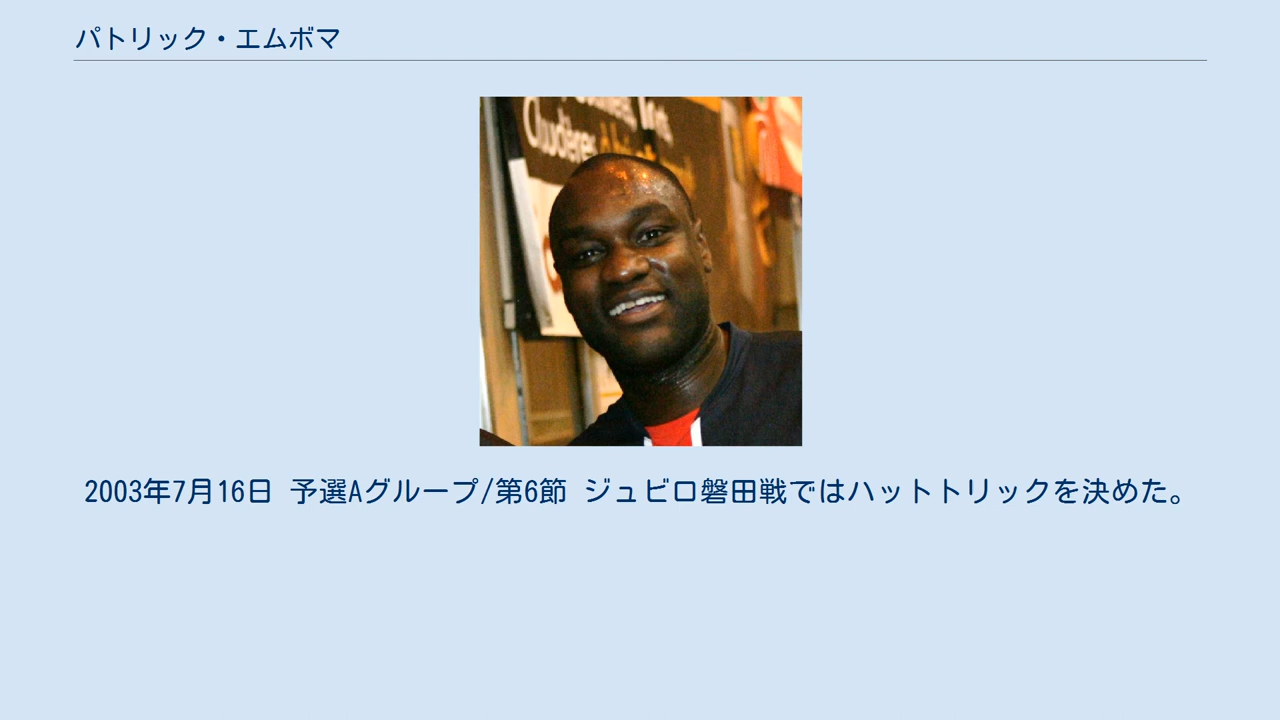 パトリック・エムボマ
2003年7月16日 予選Aグループ/第6節 ジュビロ磐田戦ではハットトリックを決めた。